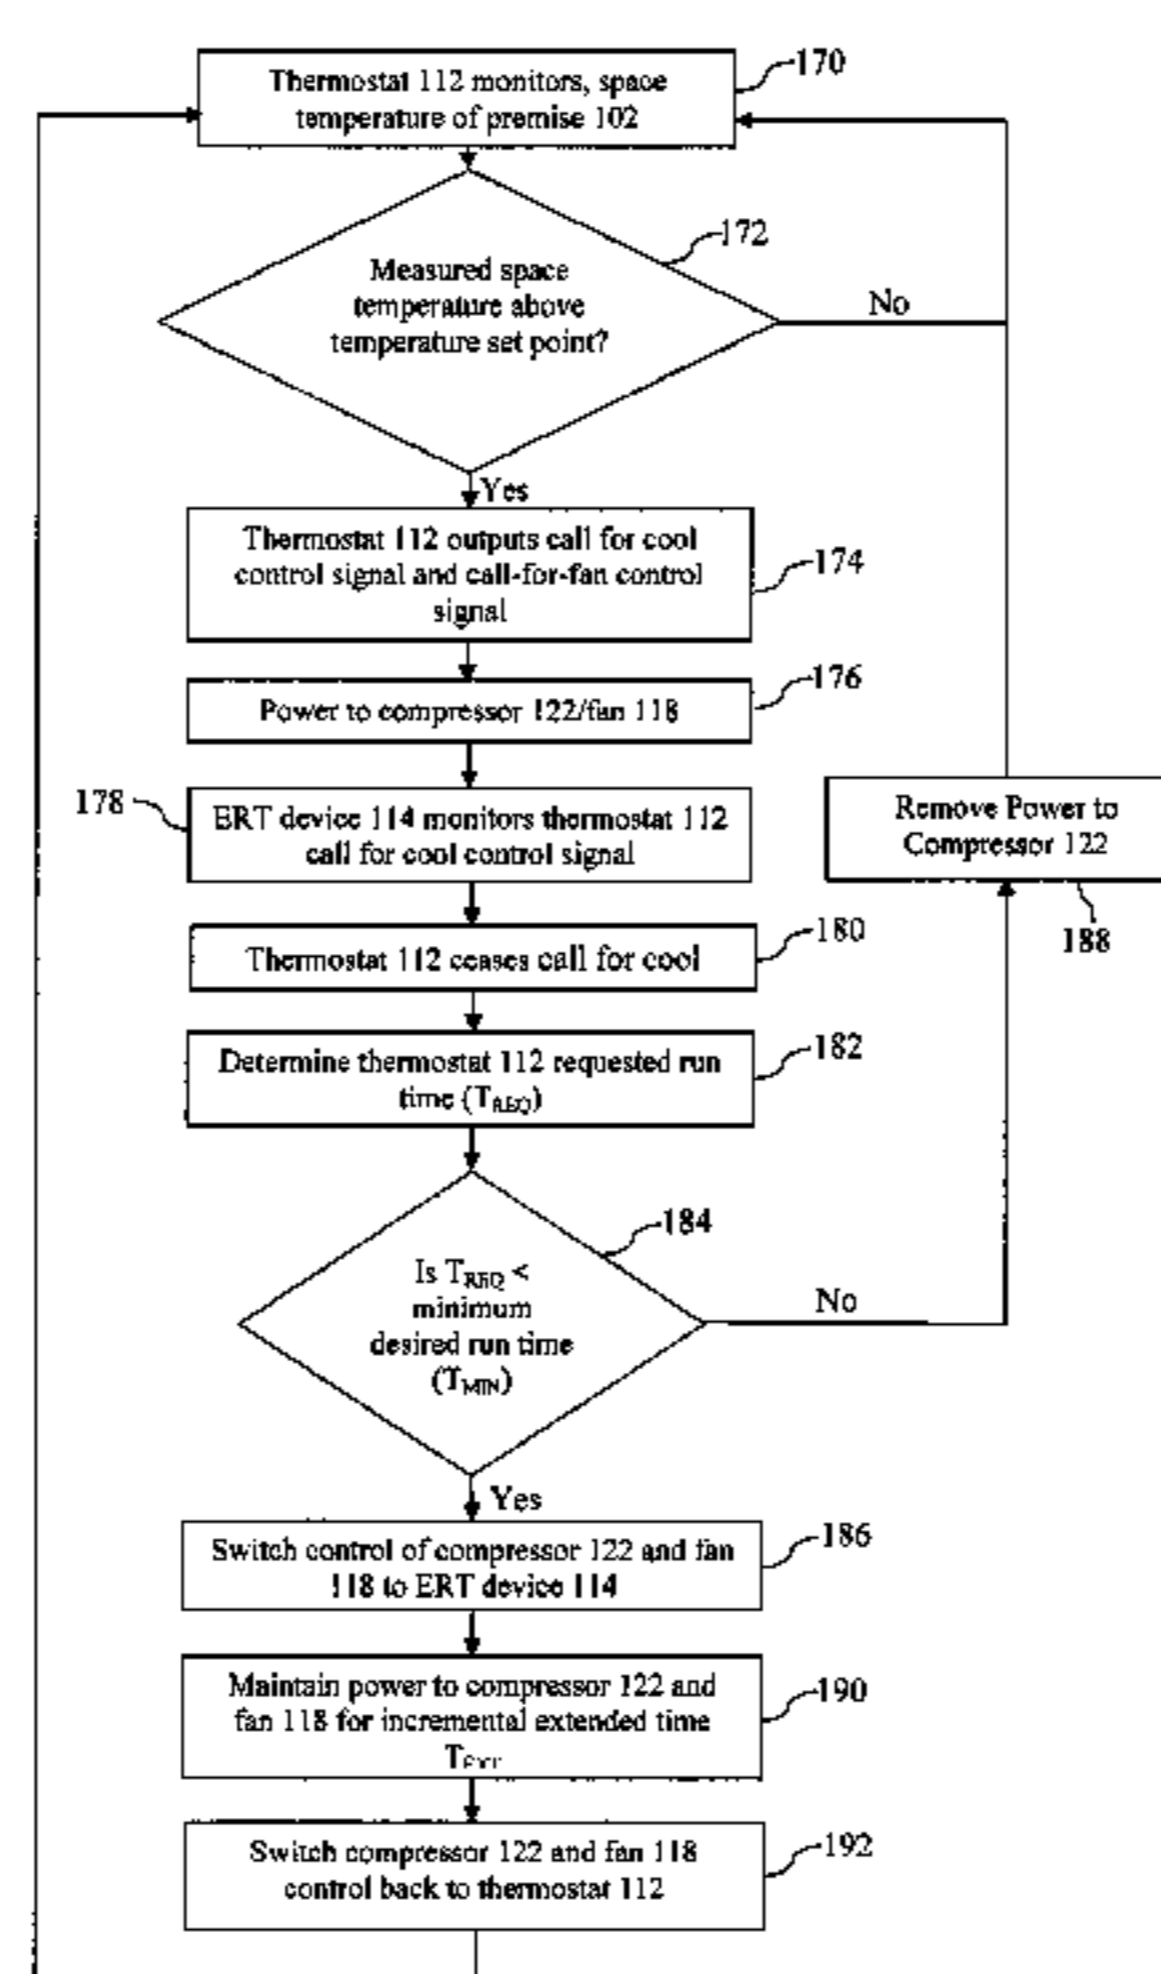 Thermostat 112 monitors, space
temperature of premise 102
170
Measured space
temperature above
temperature set point?
172
No
Yes
Thermostat 112 outputs call for cool
control signal and call-for-fan control
signal
174
Power to compressor 122/fan 118
176
178
ERT device 114 monitors thermostat 112
call for cool control signal
Remove Power to
Compressor 122
188
Thermostat 112 ceases call for cool
180
Determine thermostat 112 requested run
time (TREQ)
182
Is TREQ <
minimum
desired run time
(TMIN)
184
No
Yes
Switch control of compressor 122 and fan
118 to ERT device 114
186
Maintain power to compressor 122 and
fan 118 for incremental extended time
TEXT
190
Switch compressor 122 and fan 118
control back to thermostat 112
192